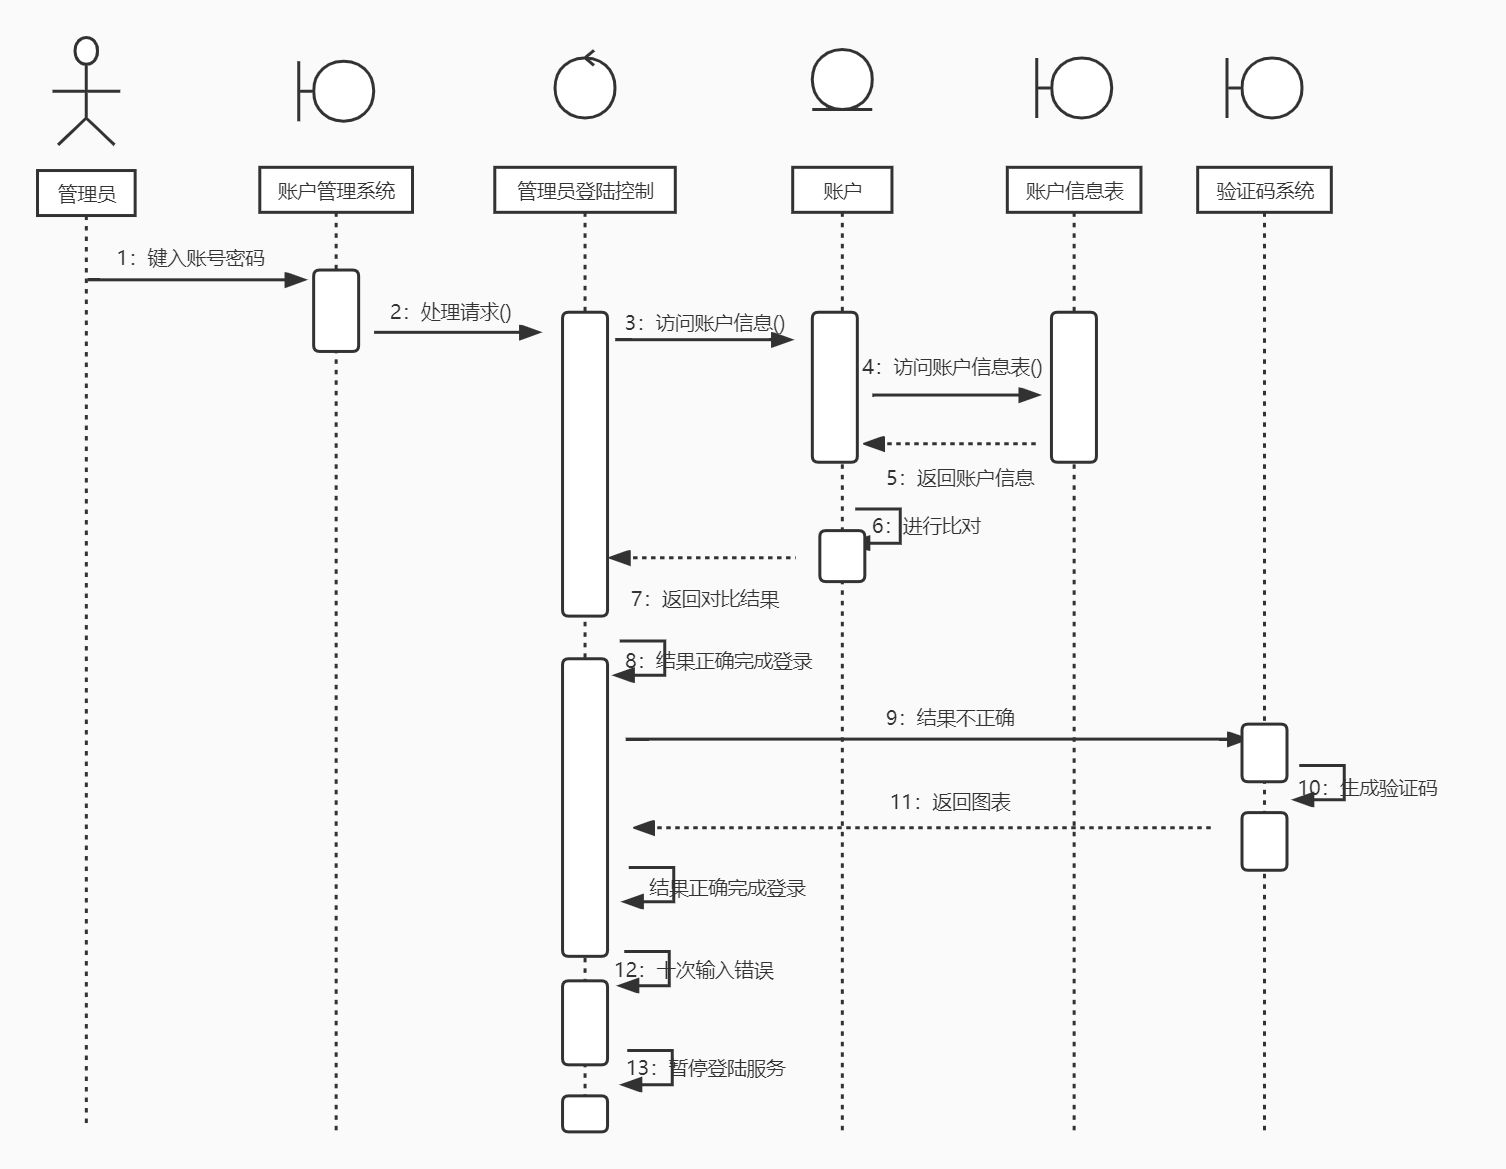 管理员
账户管理系统
管理员登陆控制
账户
账户信息表
验证码系统
1：键入账号密码
2：处理请求()
3：访问账户信息()
4：访问账户信息表()
5：返回账户信息
6：进行比对
7：返回对比结果
8：结果正确完成登录
9：结果不正确
10：生成验证码
11：返回图表
结果正确完成登录
12：十次输入错误
13：暂停登陆服务